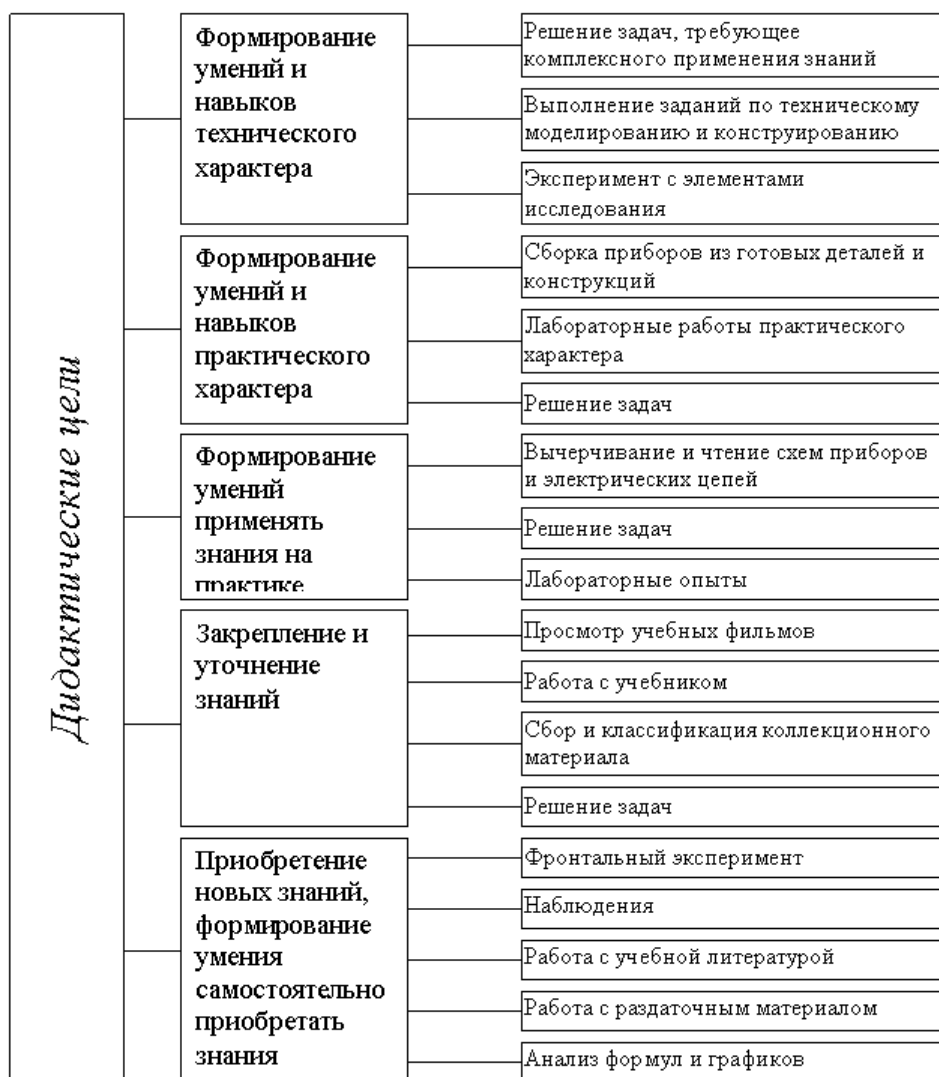 Дидактические цели
Формирование
умений и
навыков
технического
характера
Решение задач, требующее
комплексного применения знаний
Выполнение заданий по техническому
моделированию и конструированию
Эксперимент с элементами
исследования
Формирование
умений и
навыков
практического
характера
Сборка приборов из готовых деталей и
конструкций
Лабораторные работы практического
характера
Решение задач
Формирование
умений
применять
знания на
практике
Вычерчивание и чтение схем приборов
и электрических цепей
Решение задач
Лабораторные опыты
Закрепление и
уточнение
знаний
Просмотр учебных фильмов
Работа с учебником
Сбор и классификация коллекционного
материала
Решение задач
Приобретение
новых знаний,
формирование
умения
самостоятельно
приобретать
знания
Фронтальный эксперимент
Наблюдения
Работа с учебной литературой
Работа с раздаточным материалом
Анализ формул и графиков